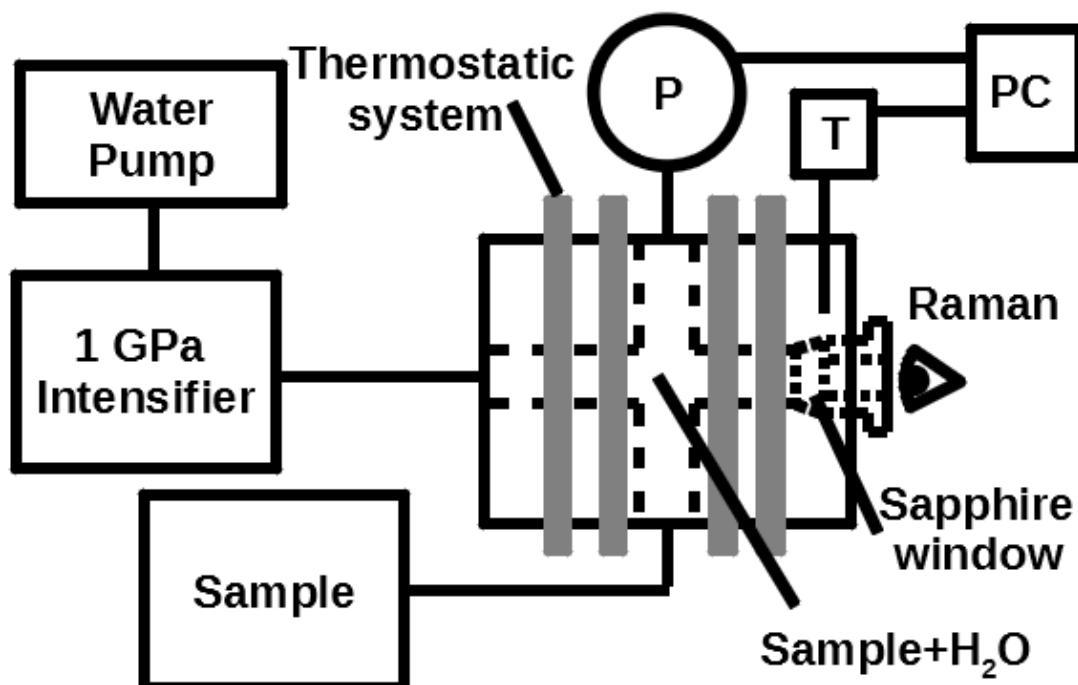 Thermostatic
system
P
PC
T
Water
Pump
1 GPa
Intensifier
Raman
Sapphire
window
Sample
Sample+H₂O